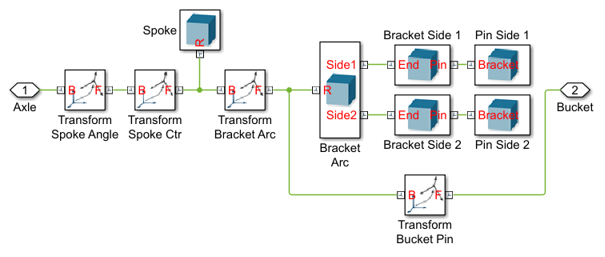 Spoke
R
Bracket Side 1
Pin Side 1
Side1
End
Pin
Bracket
1
B
F
B
F
B
F
R
2
Axle
Bucket
Transform
Spoke Angle
Transform
Spoke Ctr
Transform
Bracket Arc
Side2
End
Pin
Bracket
Bracket
Arc
Bracket Side 2
Pin Side 2
B
F
Transform
Bucket Pin